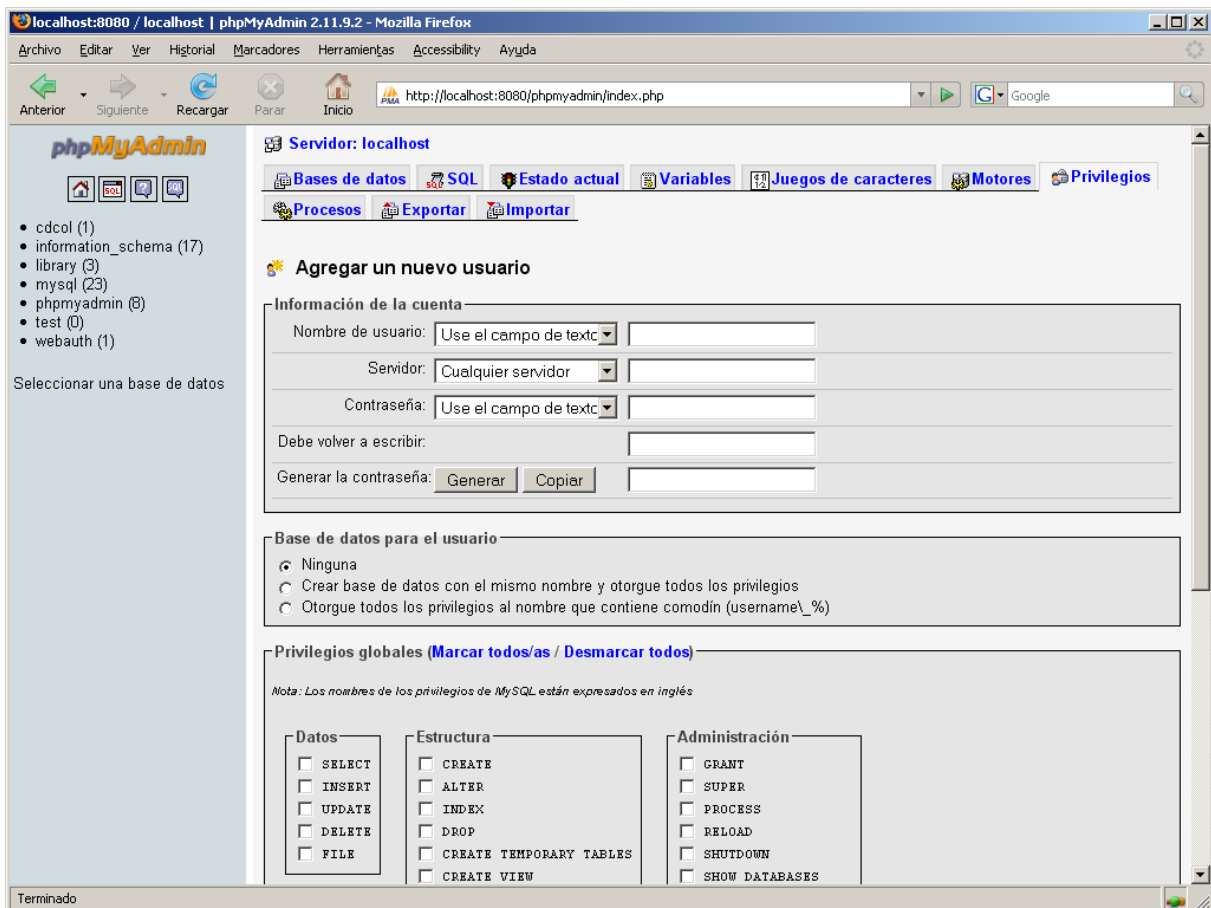 localhost:8080 / localhost | phpMyAdmin 2.11.9.2 - Mozilla Firefox
Archivo Editar Ver Historial Marcadores Herramientas Accessibility Ayuda
Anterior Siguiente Recargar Parar Inicio PMA http://localhost:8080/phpmyadmin/index.php G Google
phpMyAdmin
SQL ? SQL
cdcol (1)
information_schema (17)
library (3)
mysql (23)
phpmyadmin (8)
test (0)
webauth (1)
Seleccionar una base de datos
Servidor: localhost
Bases de datos SQL Estado actual Variables Juegos de caracteres Motores Privilegios
Procesos Exportar Importar
Agregar un nuevo usuario
Información de la cuenta
Nombre de usuario: Use el campo de texto
Servidor: Cualquier servidor
Contraseña: Use el campo de texto
Debe volver a escribir:
Generar la contraseña: Generar Copiar
Base de datos para el usuario
Ninguna
Crear base de datos con el mismo nombre y otorgue todos los privilegios
Otorgue todos los privilegios al nombre que contiene comodín (username\_%)
Privilegios globales (Marcar todos/as / Desmarcar todos)
Nota: Los nombres de los privilegios de MySQL están expresados en inglés
Datos
SELECT
INSERT
UPDATE
DELETE
FILE
Estructura
CREATE
ALTER
INDEX
DROP
CREATE TEMPORARY TABLES
CREATE VIEW
Administración
GRANT
SUPER
PROCESS
RELOAD
SHUTDOWN
SHOW DATABASES
Terminado